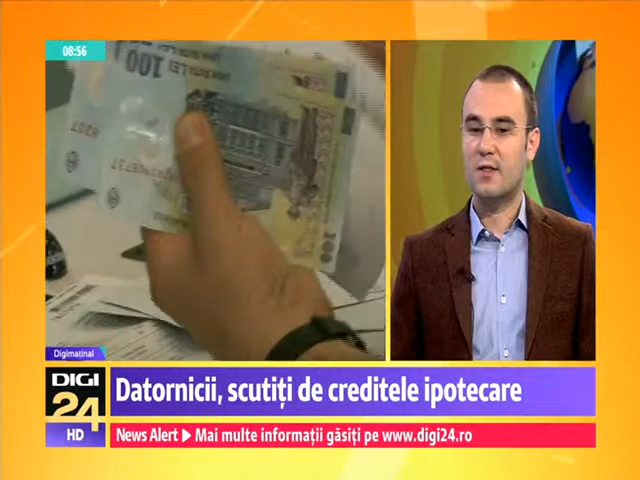 08:56
100
100
Digimatinal
DIGI
24
HD
Datornicii, scutiți de creditele ipotecare
News Alert ▶ Mai multe informații găsiți pe www.digi24.ro